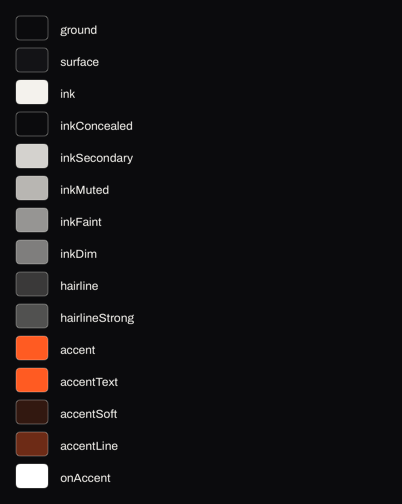 ground
surface
ink
inkConcealed
inkSecondary
inkMuted
inkFaint
inkDim
hairline
hairlineStrong
accent
accentText
accentSoft
accentLine
onAccent